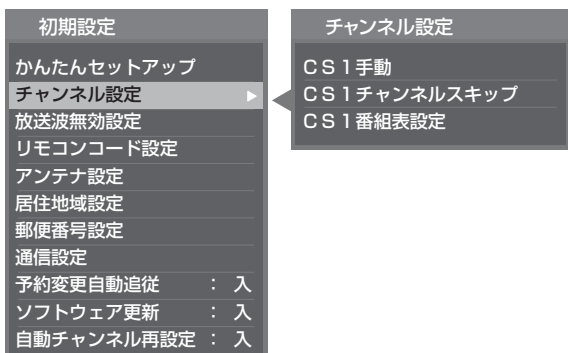 初期設定
かんたんセットアップ
チャンネル設定
放送波無効設定
リモコンコード設定
アンテナ設定
居住地域設定
郵便番号設定
通信設定
予約変更自動追従 ： 入
ソフトウェア更新 ： 入
自動チャンネル再設定 ： 入
チャンネル設定
ＣＳ１手動
ＣＳ１チャンネルスキップ
ＣＳ１番組表設定